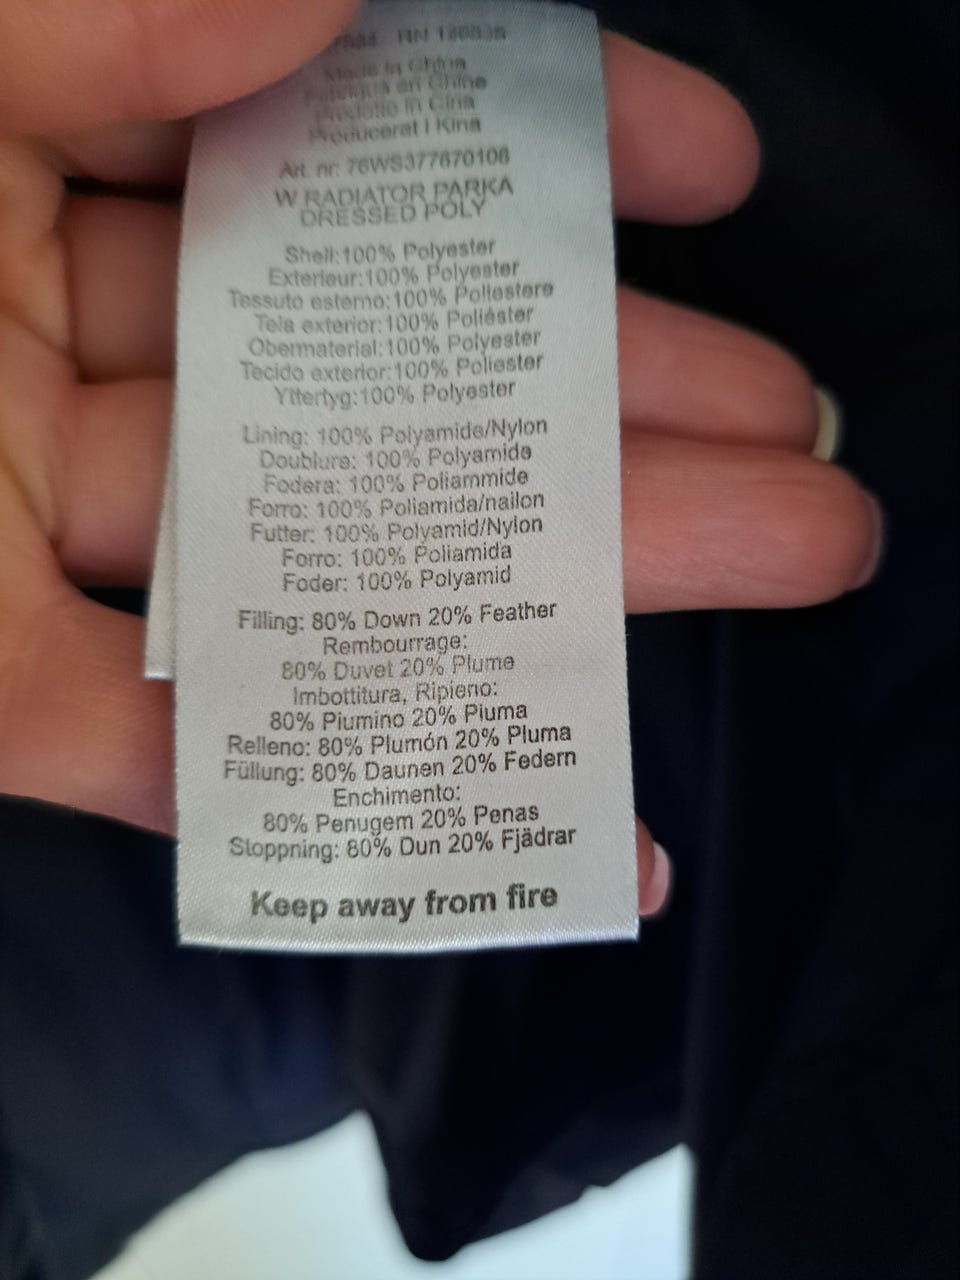 Made in China
Fabriqué en Chine
Prodotto in Cina
Producerat i Kina
Art. nr: 76WS377670108
W RADIATOR PARKA
DRESSED POLY
Shell:100% Polyester
Exterieur:100% Polyester
Tessuto esterno:100% Poliestere
Tela exterior:100% Poliéster
Obermaterial:100% Polyester
Tecido exterior:100% Poliester
Yttertyg:100% Polyester
Lining: 100% Polyamide/Nylon
Doublure: 100% Polyamide
Fodera: 100% Poliammide
Forro: 100% Poliamida/nailon
Futter: 100% Polyamid/Nylon
Forro: 100% Poliamida
Foder: 100% Polyamid
Filling: 80% Down 20% Feather
Rembourrage:
80% Duvet 20% Plume
Imbottitura, Ripieno:
80% Piumino 20% Piuma
Relleno: 80% Plumón 20% Pluma
Füllung: 80% Daunen 20% Federn
Enchimento:
80% Penugem 20% Penas
Stoppning: 80% Dun 20% Fjädrar
Keep away from fire